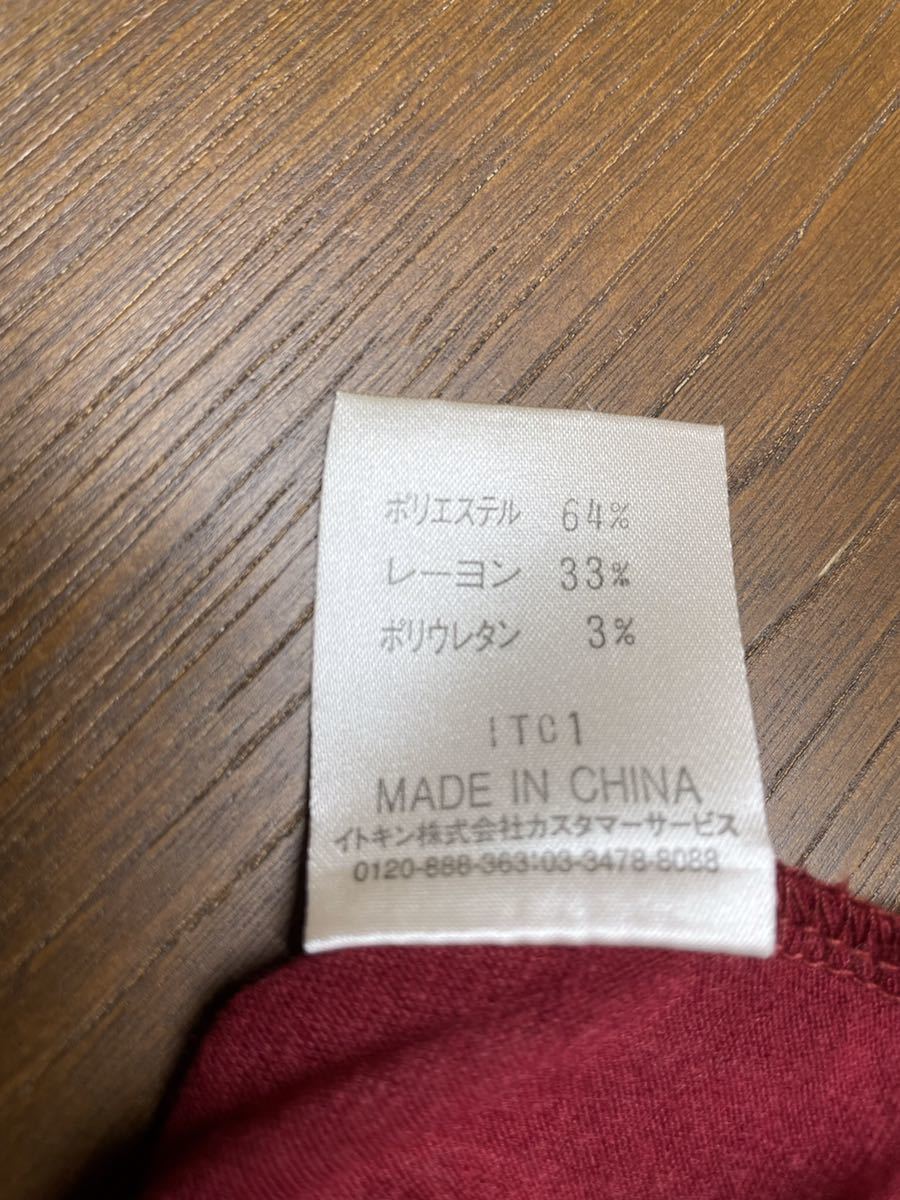 ポリエステル 64%
レーヨン 33%
ポリウレタン 3%
ITC1
MADE IN CHINA
イトキン株式会社カスタマーサービス
0120-888-363:03-3478-8088